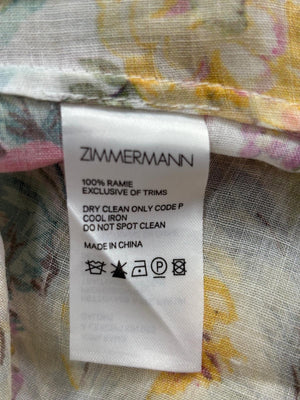 ZIMMERMANN
100% RAMIE
EXCLUSIVE OF TRIMS
DRY CLEAN ONLY CODE P
COOL IRON
DO NOT SPOT CLEAN
MADE IN CHINA
P